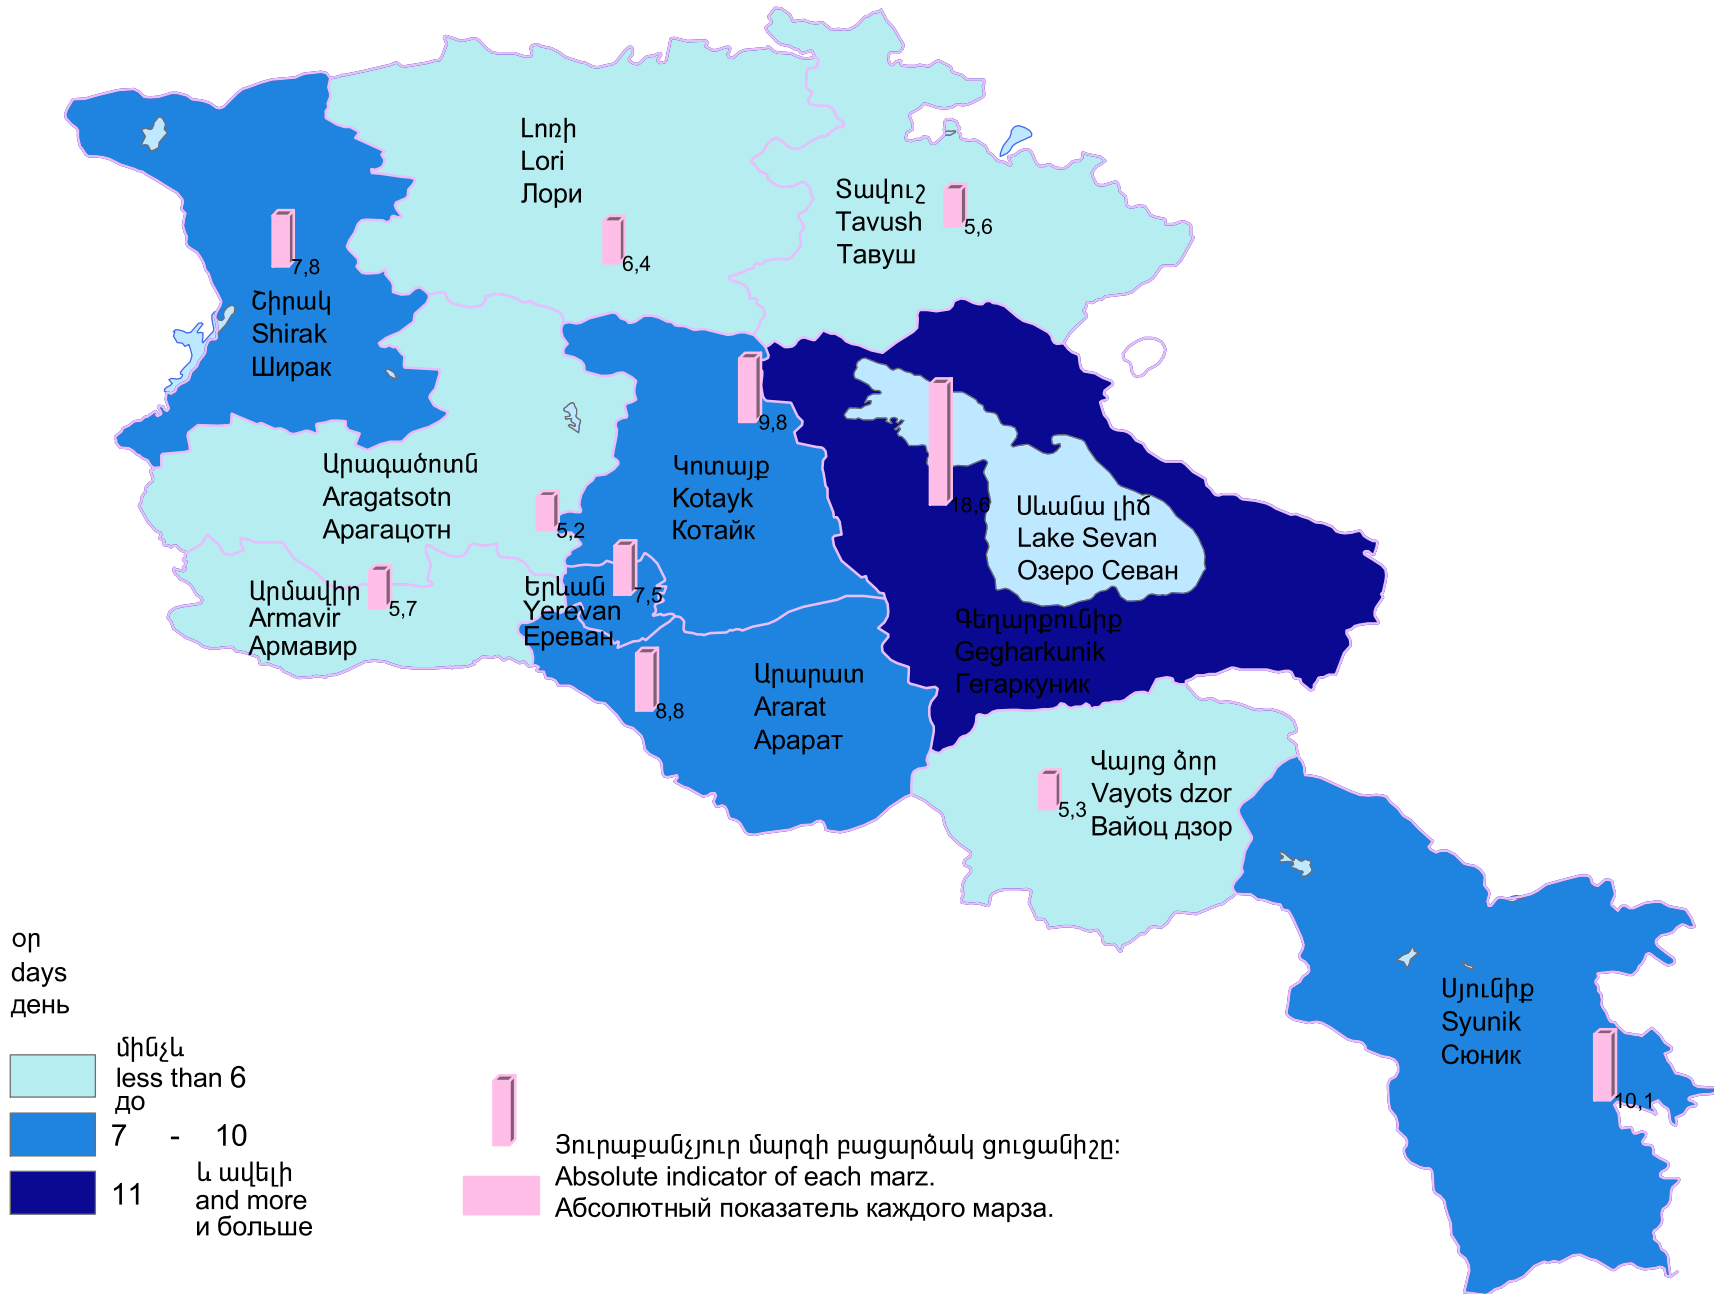 Լոռի
Lori
Лори
Տավուշ
Tavush
Тавуш
5,6
6,4
7,8
Շիրակ
Shirak
Ширак
9,8
18,6
Արագածոտն
Aragatsotn
Арагацотн
5,2
Կոտայք
Kotayk
Котайк
Սևանա լիճ
Lake Sevan
Озеро Севан
Արմավիր
Armavir
Армавир
5,7
Երևան
Yerevan
Ереван
7,5
Գեղարքունիք
Gegharkunik
Гегаркуник
8,8
Արարատ
Ararat
Арарат
5,3
Վայոց ձոր
Vayots dzor
Вайоц дзор
Սյունիք
Syunik
Сюник
10,1
օր
days
день
մինչև
less than 6
до
7 - 10
11
և ավելի
and more
и больше
Յուրաքանչյուր մարզի բացարձակ ցուցանիշը:
Absolute indicator of each marz.
Абсолютный показатель каждого марза.